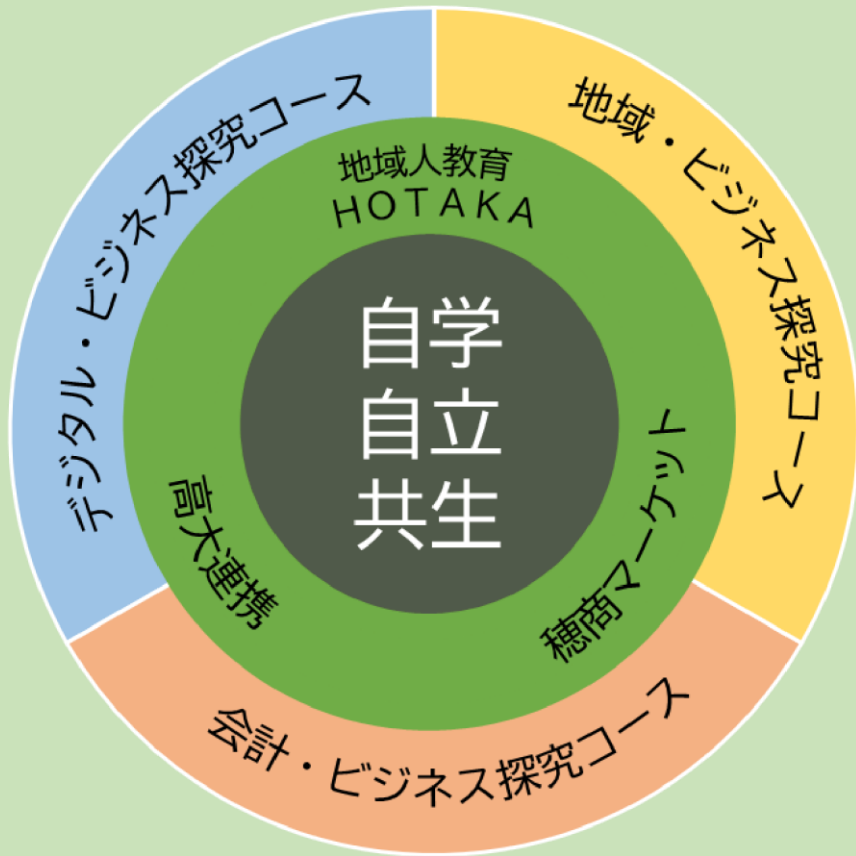 デジタル・ビジネス探究コース
地域・ビジネス探究コース
地域人教育
HOTAKA
自学
自立
共生
高大連携
穂商マーケット
会計・ビジネス探究コース